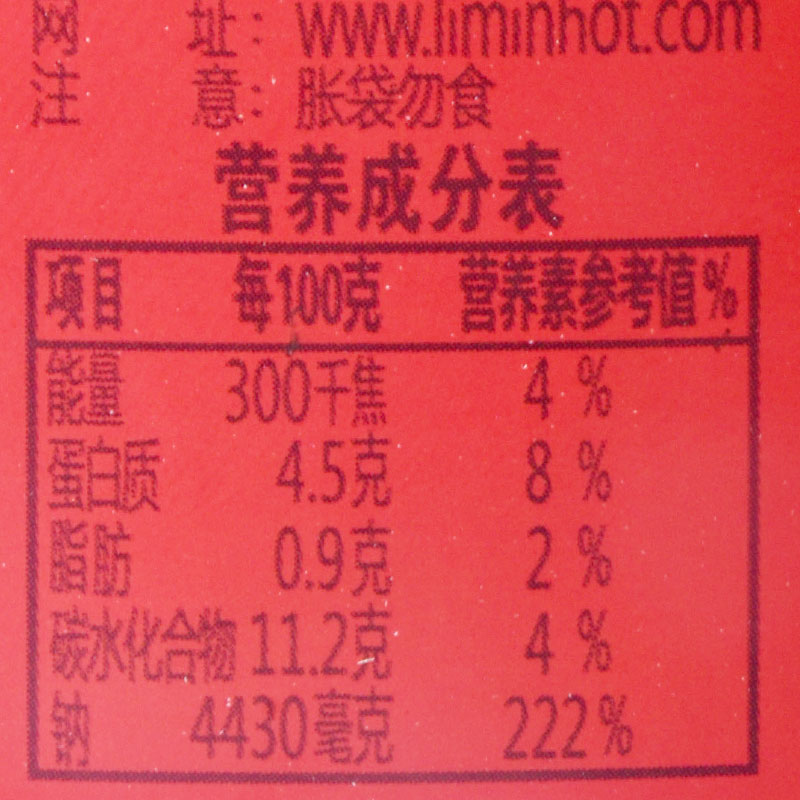 网 址：www.liminhot.com
注 意：胀袋勿食
营养成分表
项目 每100克 营养素参考值%
能量 300千焦 4 %
蛋白质 4.5克 8 %
脂肪 0.9克 2 %
碳水化合物 11.2克 4 %
钠 4430毫克 222%